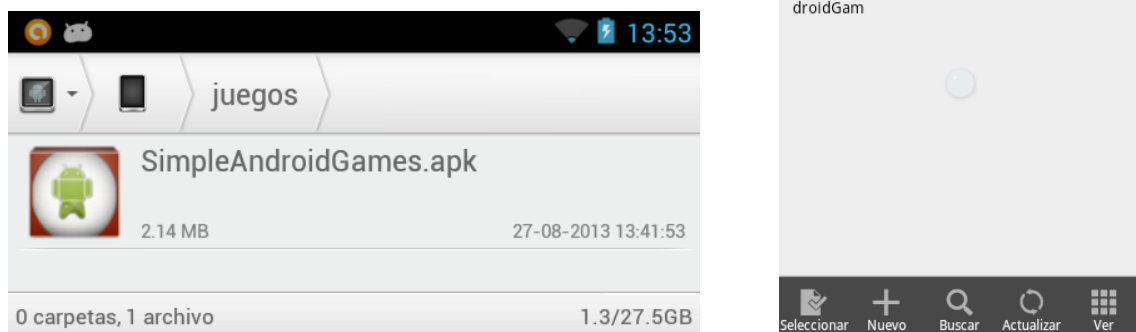 13:53
juegos
SimpleAndroidGames.apk
2.14 MB 27-08-2013 13:41:53
0 carpetas, 1 archivo 1.3/27.5GB
droidGam
Seleccionar Nuevo Buscar Actualizar Ver